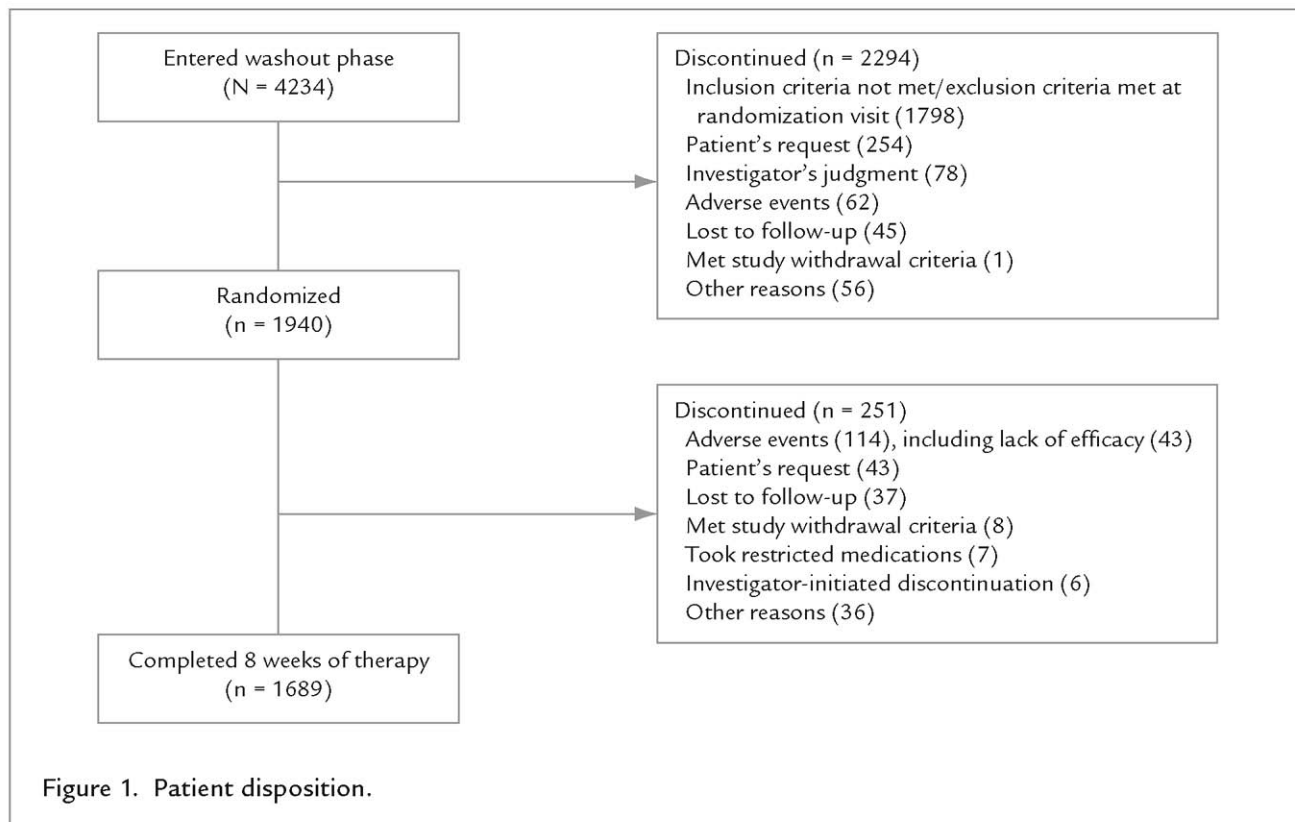 Entered washout phase
(N = 4234)
Discontinued (n = 2294)
Inclusion criteria not met/exclusion criteria met at
randomization visit (1798)
Patient’s request (254)
Investigator’s judgment (78)
Adverse events (62)
Lost to follow-up (45)
Met study withdrawal criteria (1)
Other reasons (56)
Randomized
(n = 1940)
Discontinued (n = 251)
Adverse events (114), including lack of efficacy (43)
Patient’s request (43)
Lost to follow-up (37)
Met study withdrawal criteria (8)
Took restricted medications (7)
Investigator-initiated discontinuation (6)
Other reasons (36)
Completed 8 weeks of therapy
(n = 1689)
Figure 1. Patient disposition.